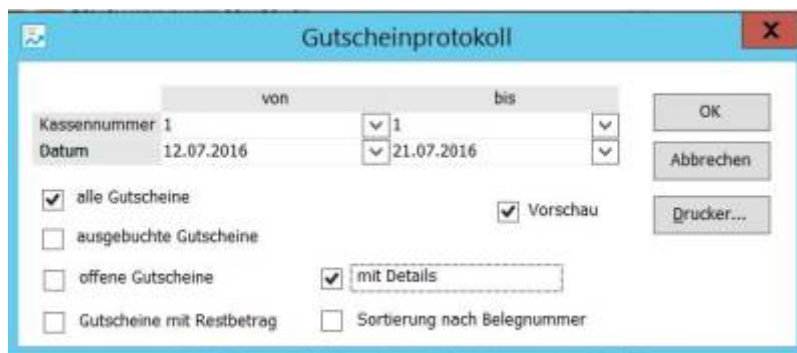 Gutscheinprotokoll
X
von bis
Kassennummer 1 1
OK
Datum 12.07.2016 21.07.2016
Abbrechen
alle Gutscheine
Vorschau
Drucker...
ausgebuchte Gutscheine
offene Gutscheine mit Details
Gutscheine mit Restbetrag Sortierung nach Belegnummer